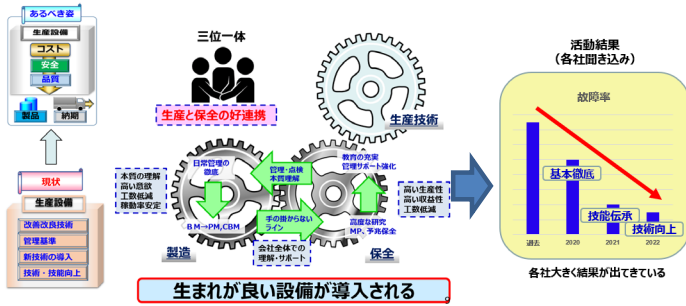 あるべき姿
生産設備
コスト
安全
品質
製品
納期
現状
生産設備
改善改良技術
管理基準
新技術の導入
技術・技能向上
三位一体
生産と保全の好連携
生産技術
日常管理の
徹底
管理・点検
本質理解
教育の充実
管理サポート強化
本質の理解
高い意欲
工数低減
稼動率安定
高い生産性
高い収益性
工数低減
BM→PM,CBM
手の掛からない
ライン
高度な研究
MP、予兆保全
製造
会社全体での
理解・サポート
保全
生まれが良い設備が導入される
。
活動結果
(各社聞き込み)
故障率
基本徹底
技能伝承
技術向上
過去
2020
2021
2022
各社大きく結果が出てきている